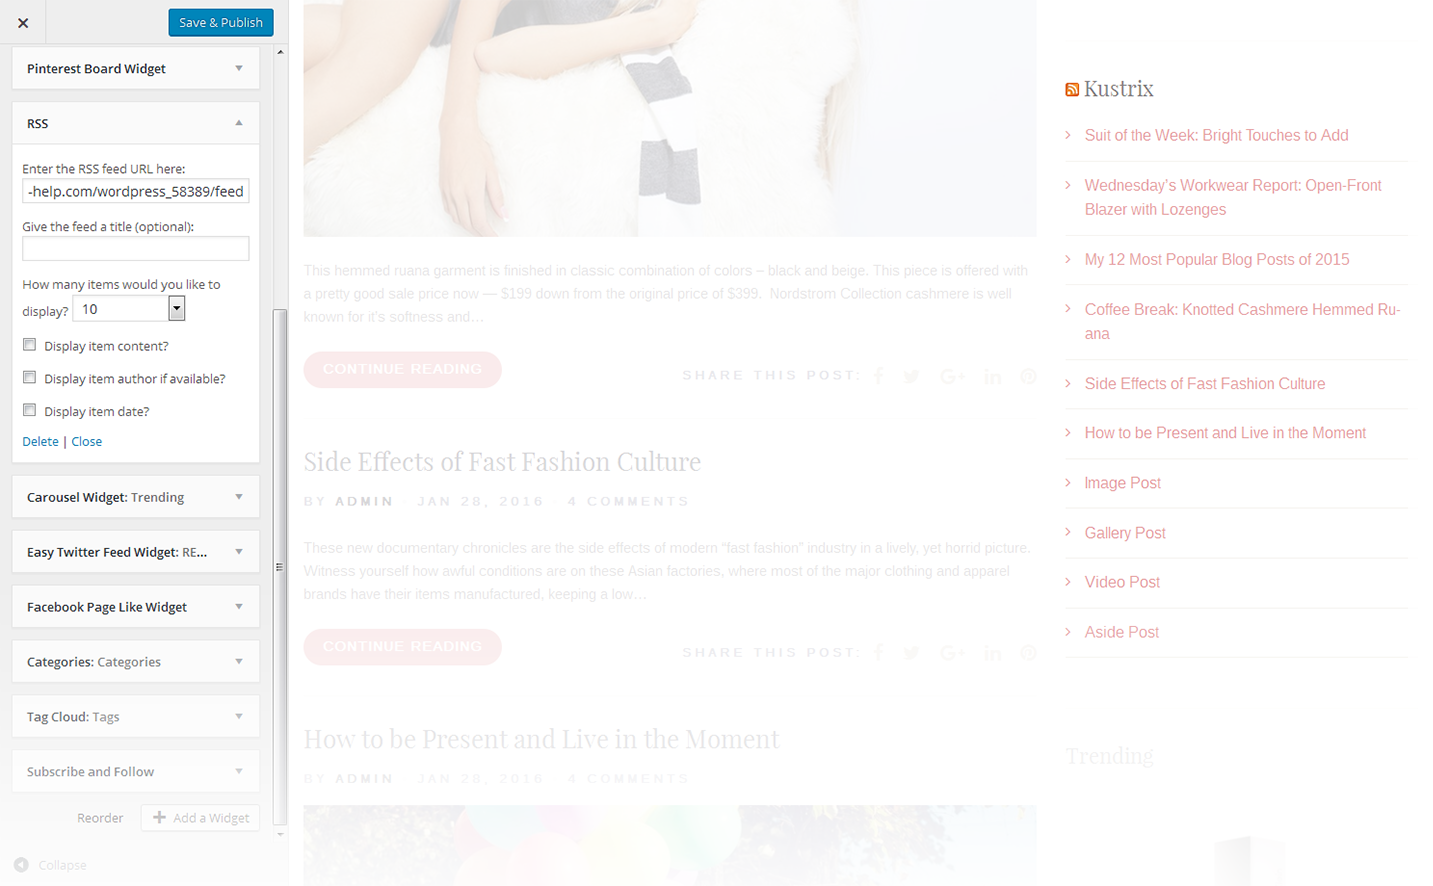 Save & Publish
Pinterest Board Widget
RSS
Enter the RSS feed URL here:
-help.com/wordpress_58389/feed
Give the feed a title (optional):
How many items would you like to
display? 10
Display item content?
Display item author if available?
Display item date?
Delete | Close
Carousel Widget: Trending
Easy Twitter Feed Widget: RE...
Facebook Page Like Widget
Categories: Categories
Tag Cloud: Tags
Subscribe and Follow
Reorder
Add a Widget
Collapse
This hemmed ruana garment is finished in classic combination of colors – black and beige. This piece is offered with
a pretty good sale price now — $199 down from the original price of $399. Nordstrom Collection cashmere is well
known for it's softness and…
CONTINUE READING
SHARE THIS POST:
Side Effects of Fast Fashion Culture
BY ADMIN · JAN 28, 2016 · 4 COMMENTS
These new documentary chronicles are the side effects of modern “fast fashion” industry in a lively, yet horrid picture.
Witness yourself how awful conditions are on these Asian factories, where most of the major clothing and apparel
brands have their items manufactured, keeping a low…
CONTINUE READING
SHARE THIS POST:
How to be Present and Live in the Moment
BY ADMIN · JAN 28, 2016 · 4 COMMENTS
Kustrix
Suit of the Week: Bright Touches to Add
Wednesday’s Workwear Report: Open-Front
Blazer with Lozenges
My 12 Most Popular Blog Posts of 2015
Coffee Break: Knotted Cashmere Hemmed Ru-
ana
Side Effects of Fast Fashion Culture
How to be Present and Live in the Moment
Image Post
Gallery Post
Video Post
Aside Post
Trending